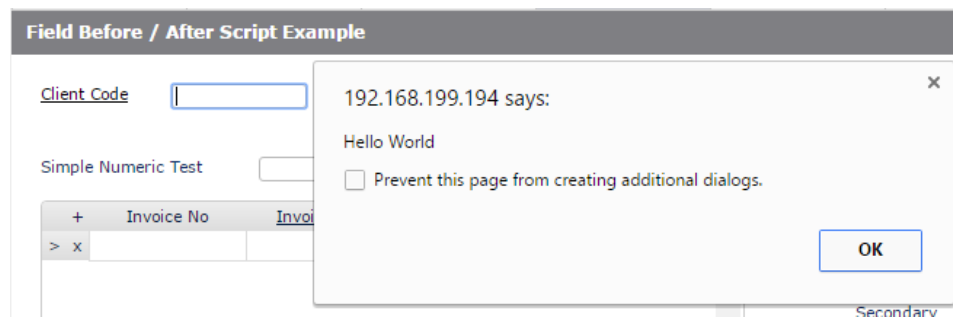 Field Before / After Script Example
Client Code
192.168.199.194 says:
×
Hello World
Simple Numeric Test
Prevent this page from creating additional dialogs.
+ Invoice No
> x
OK
Secondary